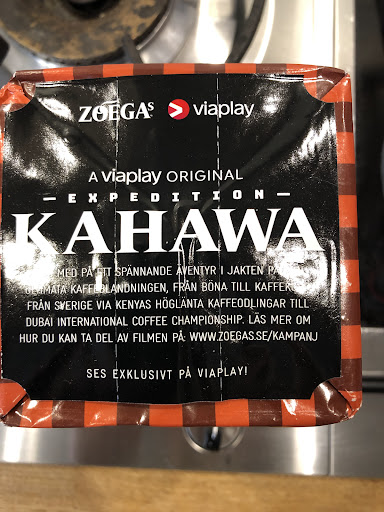 ZOÉGAS viaplay
A viaplay ORIGINAL
EXPEDITION
KAHAWA
MED PÅ ETT SPÄNNANDE ÄVENTYR I JAKTEN
KAFFEBLANDNINGEN, FRÅN BÖNA TILL
FRÅN SVERIGE VIA KENYAS HÖGLÄNTA KAFFEODLINGAR TILL
DUBAI INTERNATIONAL COFFEE CHAMPIONSHIP. LÄS MER OM
HUR DU KAN TA DEL AV FILMEN PÅ: WWW.ZOEGAS.SE/KAMPANJ
SES EXKLUSIVT PÅ VIAPLAY!